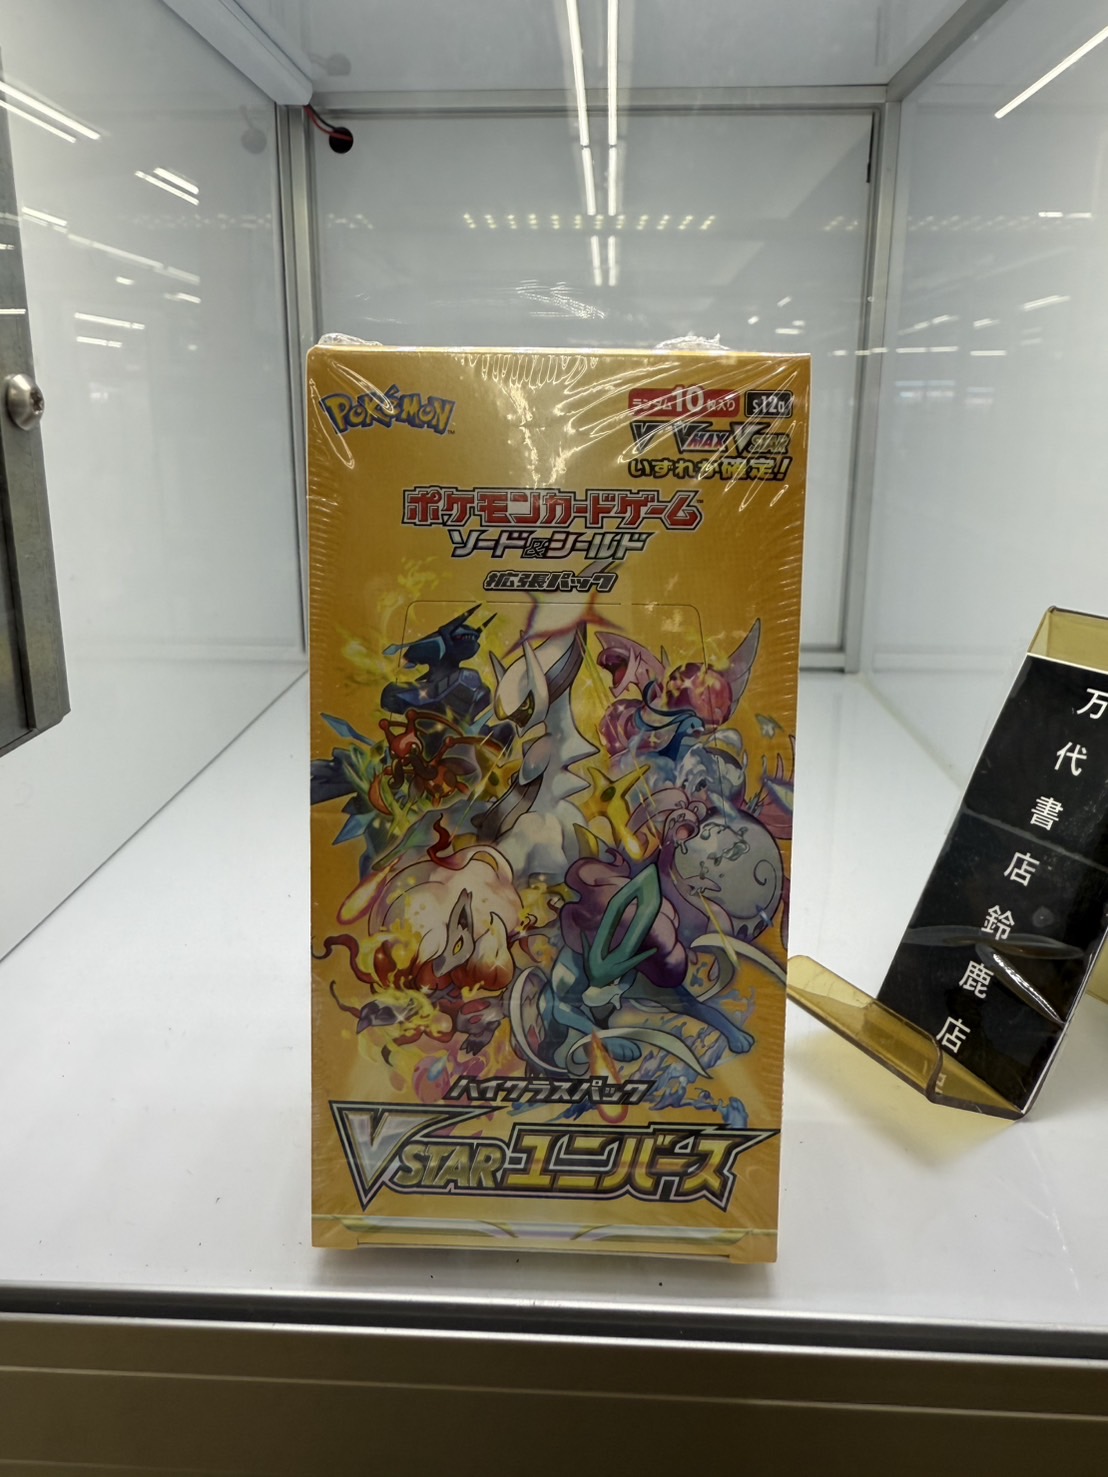 POKÉMON
ランダム10枚入り s12a
V VMAX VSTAR
いずれか確定!
ポケモンカードゲーム
ソード&シールド
拡張パック
ハイクラスパック
VSTARユニバース
万代書店鈴鹿店